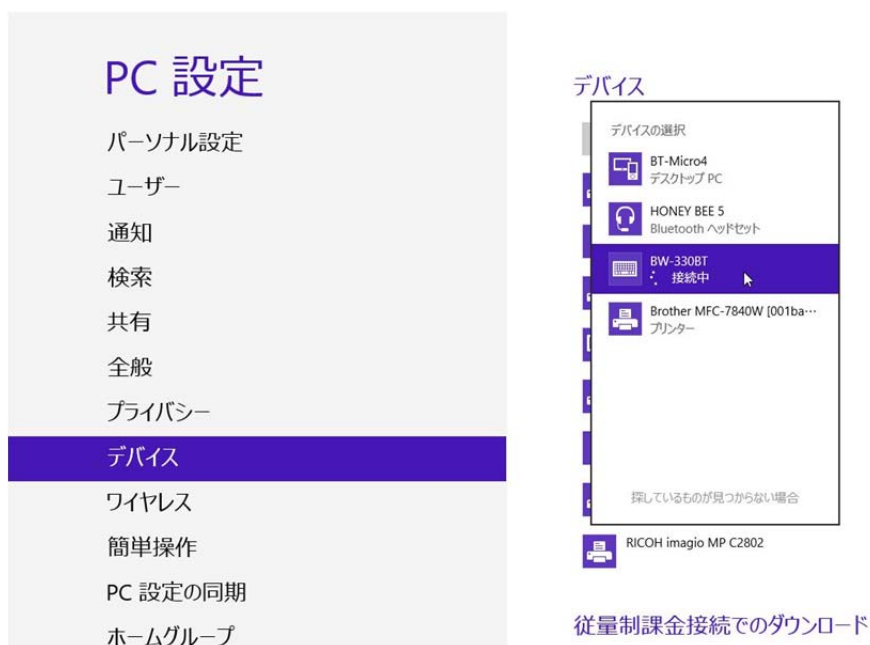 PC 設定
パーソナル設定
ユーザー
通知
検索
共有
全般
プライバシー
デバイス
ワイヤレス
簡単操作
PC 設定の同期
ホームグループ
デバイス
デバイスの選択
BT-Micro4
デスクトップ PC
HONEY BEE 5
Bluetooth ヘッドセット
BW-330BT
接続中
Brother MFC-7840W [001ba…
プリンター
探しているものが見つからない場合
RICOH imagio MP C2802
従量制課金接続でのダウンロード